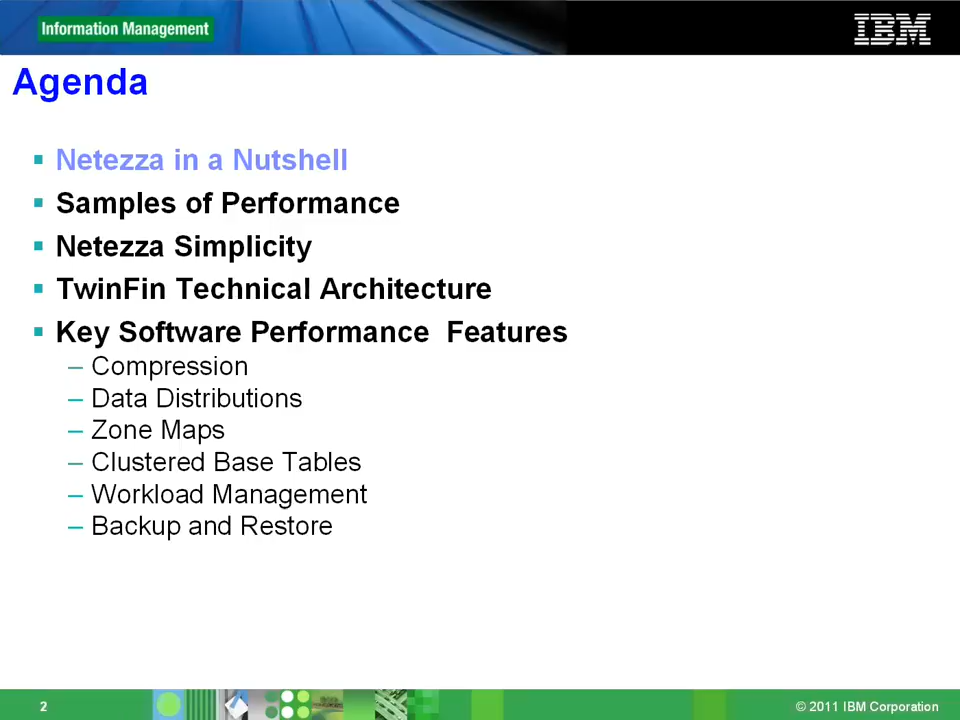 Information Management
IBM
Agenda
▪ Netezza in a Nutshell
▪ Samples of Performance
▪ Netezza Simplicity
▪ TwinFin Technical Architecture
▪ Key Software Performance  Features
– Compression
– Data Distributions
– Zone Maps
– Clustered Base Tables
– Workload Management
– Backup and Restore
2
© 2011 IBM Corporation